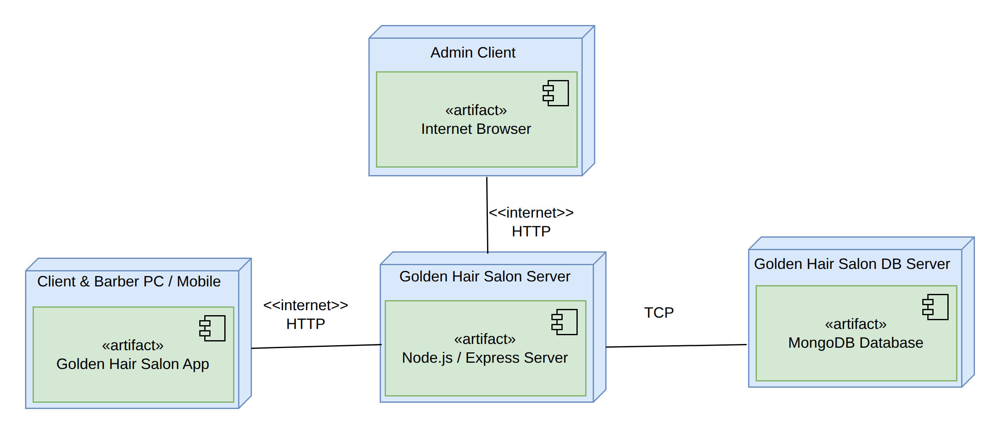 Admin Client
«artifact»
Internet Browser
<<internet>>
HTTP
Client & Barber PC / Mobile
«artifact»
Golden Hair Salon App
<<internet>>
HTTP
Golden Hair Salon Server
«artifact»
Node.js / Express Server
TCP
Golden Hair Salon DB Server
«artifact»
MongoDB Database